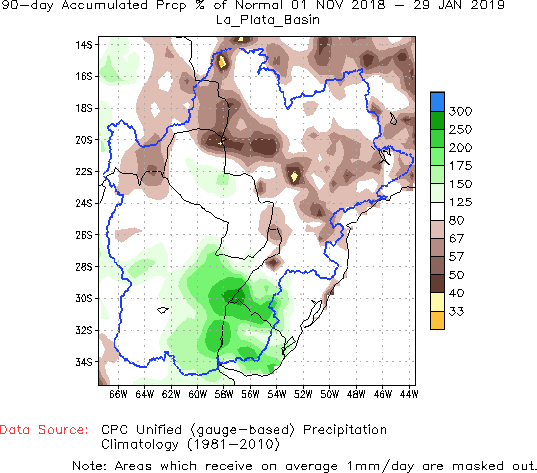 90-day Accumulated Prcp % of Normal 01 NOV 2018 - 29 JAN 2019
La_Plata_Basin
14S
16S
18S
20S
22S
24S
26S
28S
30S
32S
34S
66W 64W 62W 60W 58W 56W 54W 52W 50W 48W 46W 44W
300
250
200
175
150
125
80
67
57
50
40
33
Data Source: CPC Unified (gauge-based) Precipitation
Climatology (1981-2010)
Note: Areas which receive on average 1mm/day are masked out.